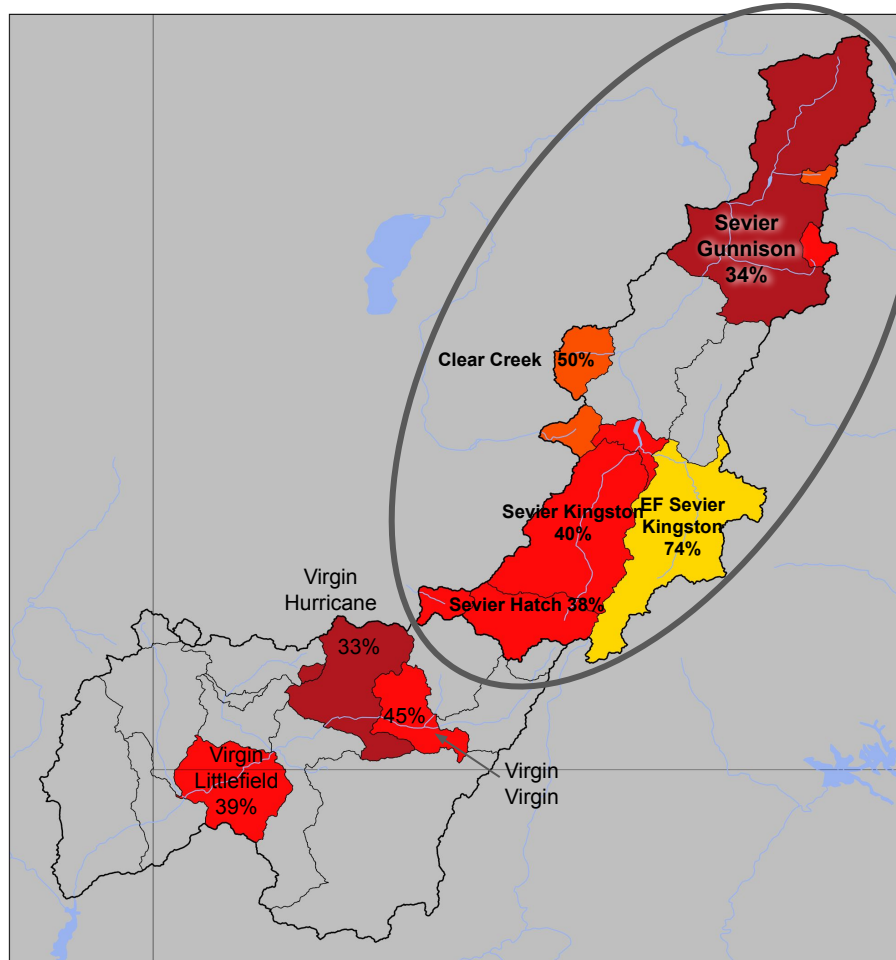 Sevier
Gunnison
34%
Clear Creek 50%
Sevier Kingston
40%
EF Sevier
Kingston
74%
Sevier Hatch 38%
Virgin
Hurricane
33%
45%
Virgin
Virgin
Virgin
Littlefield
39%